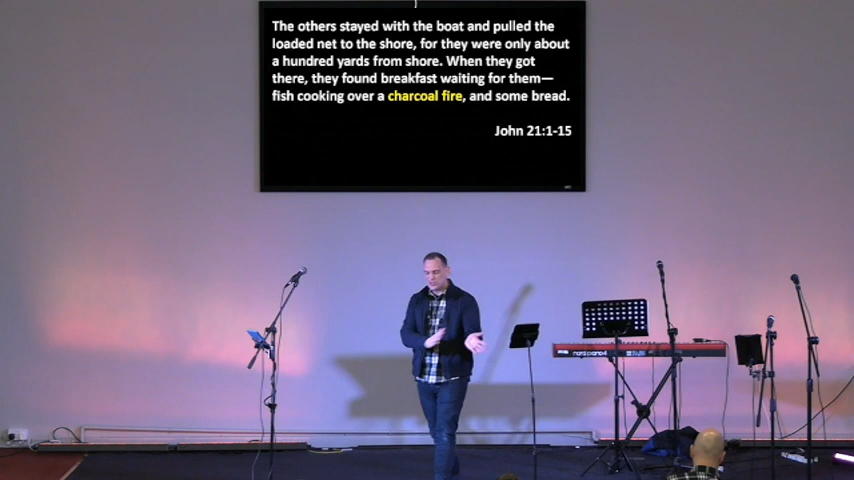 The others stayed with the boat and pulled the
loaded net to the shore, for they were only about
a hundred yards from shore. When they got
there, they found breakfast waiting for them—
fish cooking over a charcoal fire, and some bread.
John 21:1-15
nord piano